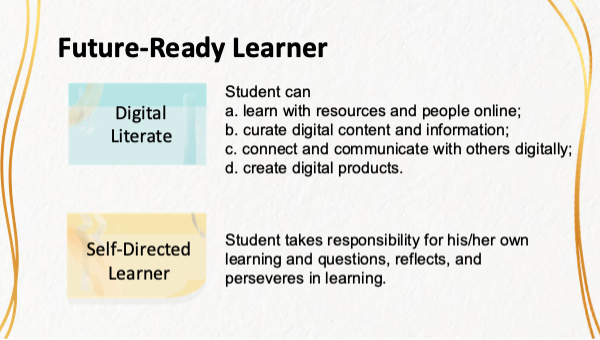 Future-Ready Learner
Digital
Literate
Student can
a. learn with resources and people online;
b. curate digital content and information;
c. connect and communicate with others digitally;
d. create digital products.
Self-Directed
Learner
Student takes responsibility for his/her own
learning and questions, reflects, and
perseveres in learning.